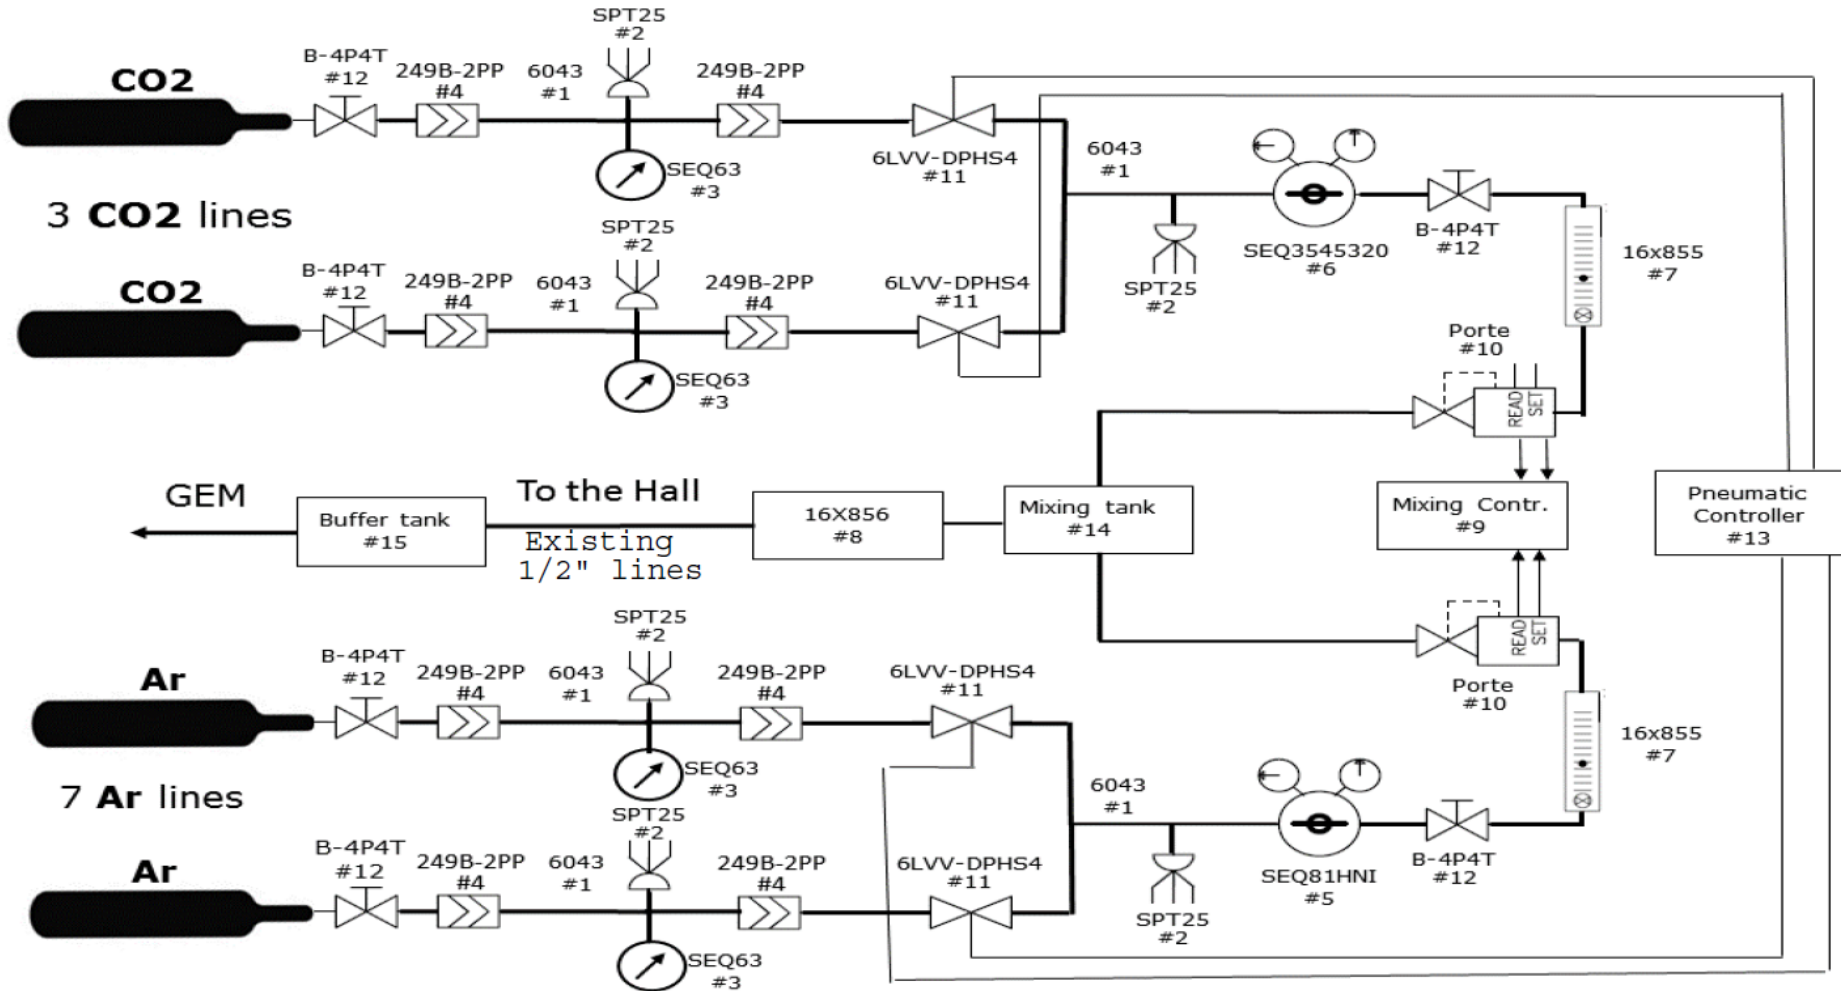 SPT25
#2
B-4P4T
#12
249B-2PP
#4
6043
#1
249B-2PP
#4
CO2
6LVV-DPHS4
#11
6043
#1
SEQ63
#3
3 CO2 lines
SPT25
#2
SEQ3545320
#6
B-4P4T
#12
16x855
#7
B-4P4T
#12
249B-2PP
#4
6043
#1
249B-2PP
#4
6LVV-DPHS4
#11
SPT25
#2
CO2
Porte
#10
SEQ63
#3
READ
SET
GEM
To the Hall
Buffer tank
#15
Existing
1/2" lines
16X856
#8
Mixing tank
#14
Mixing Contr.
#9
Pneumatic
Controller
#13
SPT25
#2
READ
SET
B-4P4T
#12
249B-2PP
#4
6043
#1
249B-2PP
#4
6LVV-DPHS4
#11
Porte
#10
Ar
16x855
#7
SEQ63
#3
7 Ar lines
6043
#1
SPT25
#2
B-4P4T
#12
249B-2PP
#4
6043
#1
249B-2PP
#4
6LVV-DPHS4
#11
SEQ81HNI
#5
B-4P4T
#12
Ar
SPT25
#2
SEQ63
#3